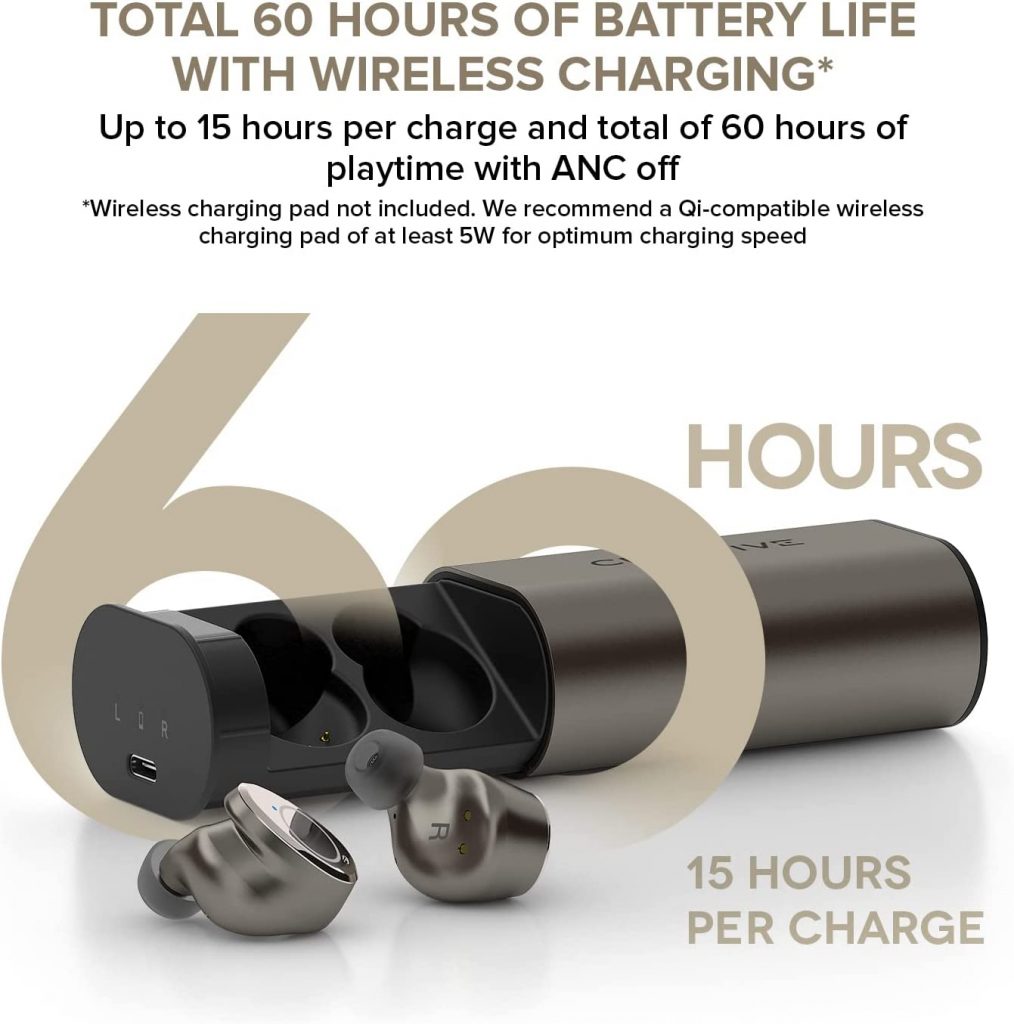 TOTAL 60 HOURS OF BATTERY LIFE
WITH WIRELESS CHARGING*
Up to 15 hours per charge and total of 60 hours of
playtime with ANC off
*Wireless charging pad not included. We recommend a Qi-compatible wireless
charging pad of at least 5W for optimum charging speed
60
HOURS
L R
R
15 HOURS
PER CHARGE